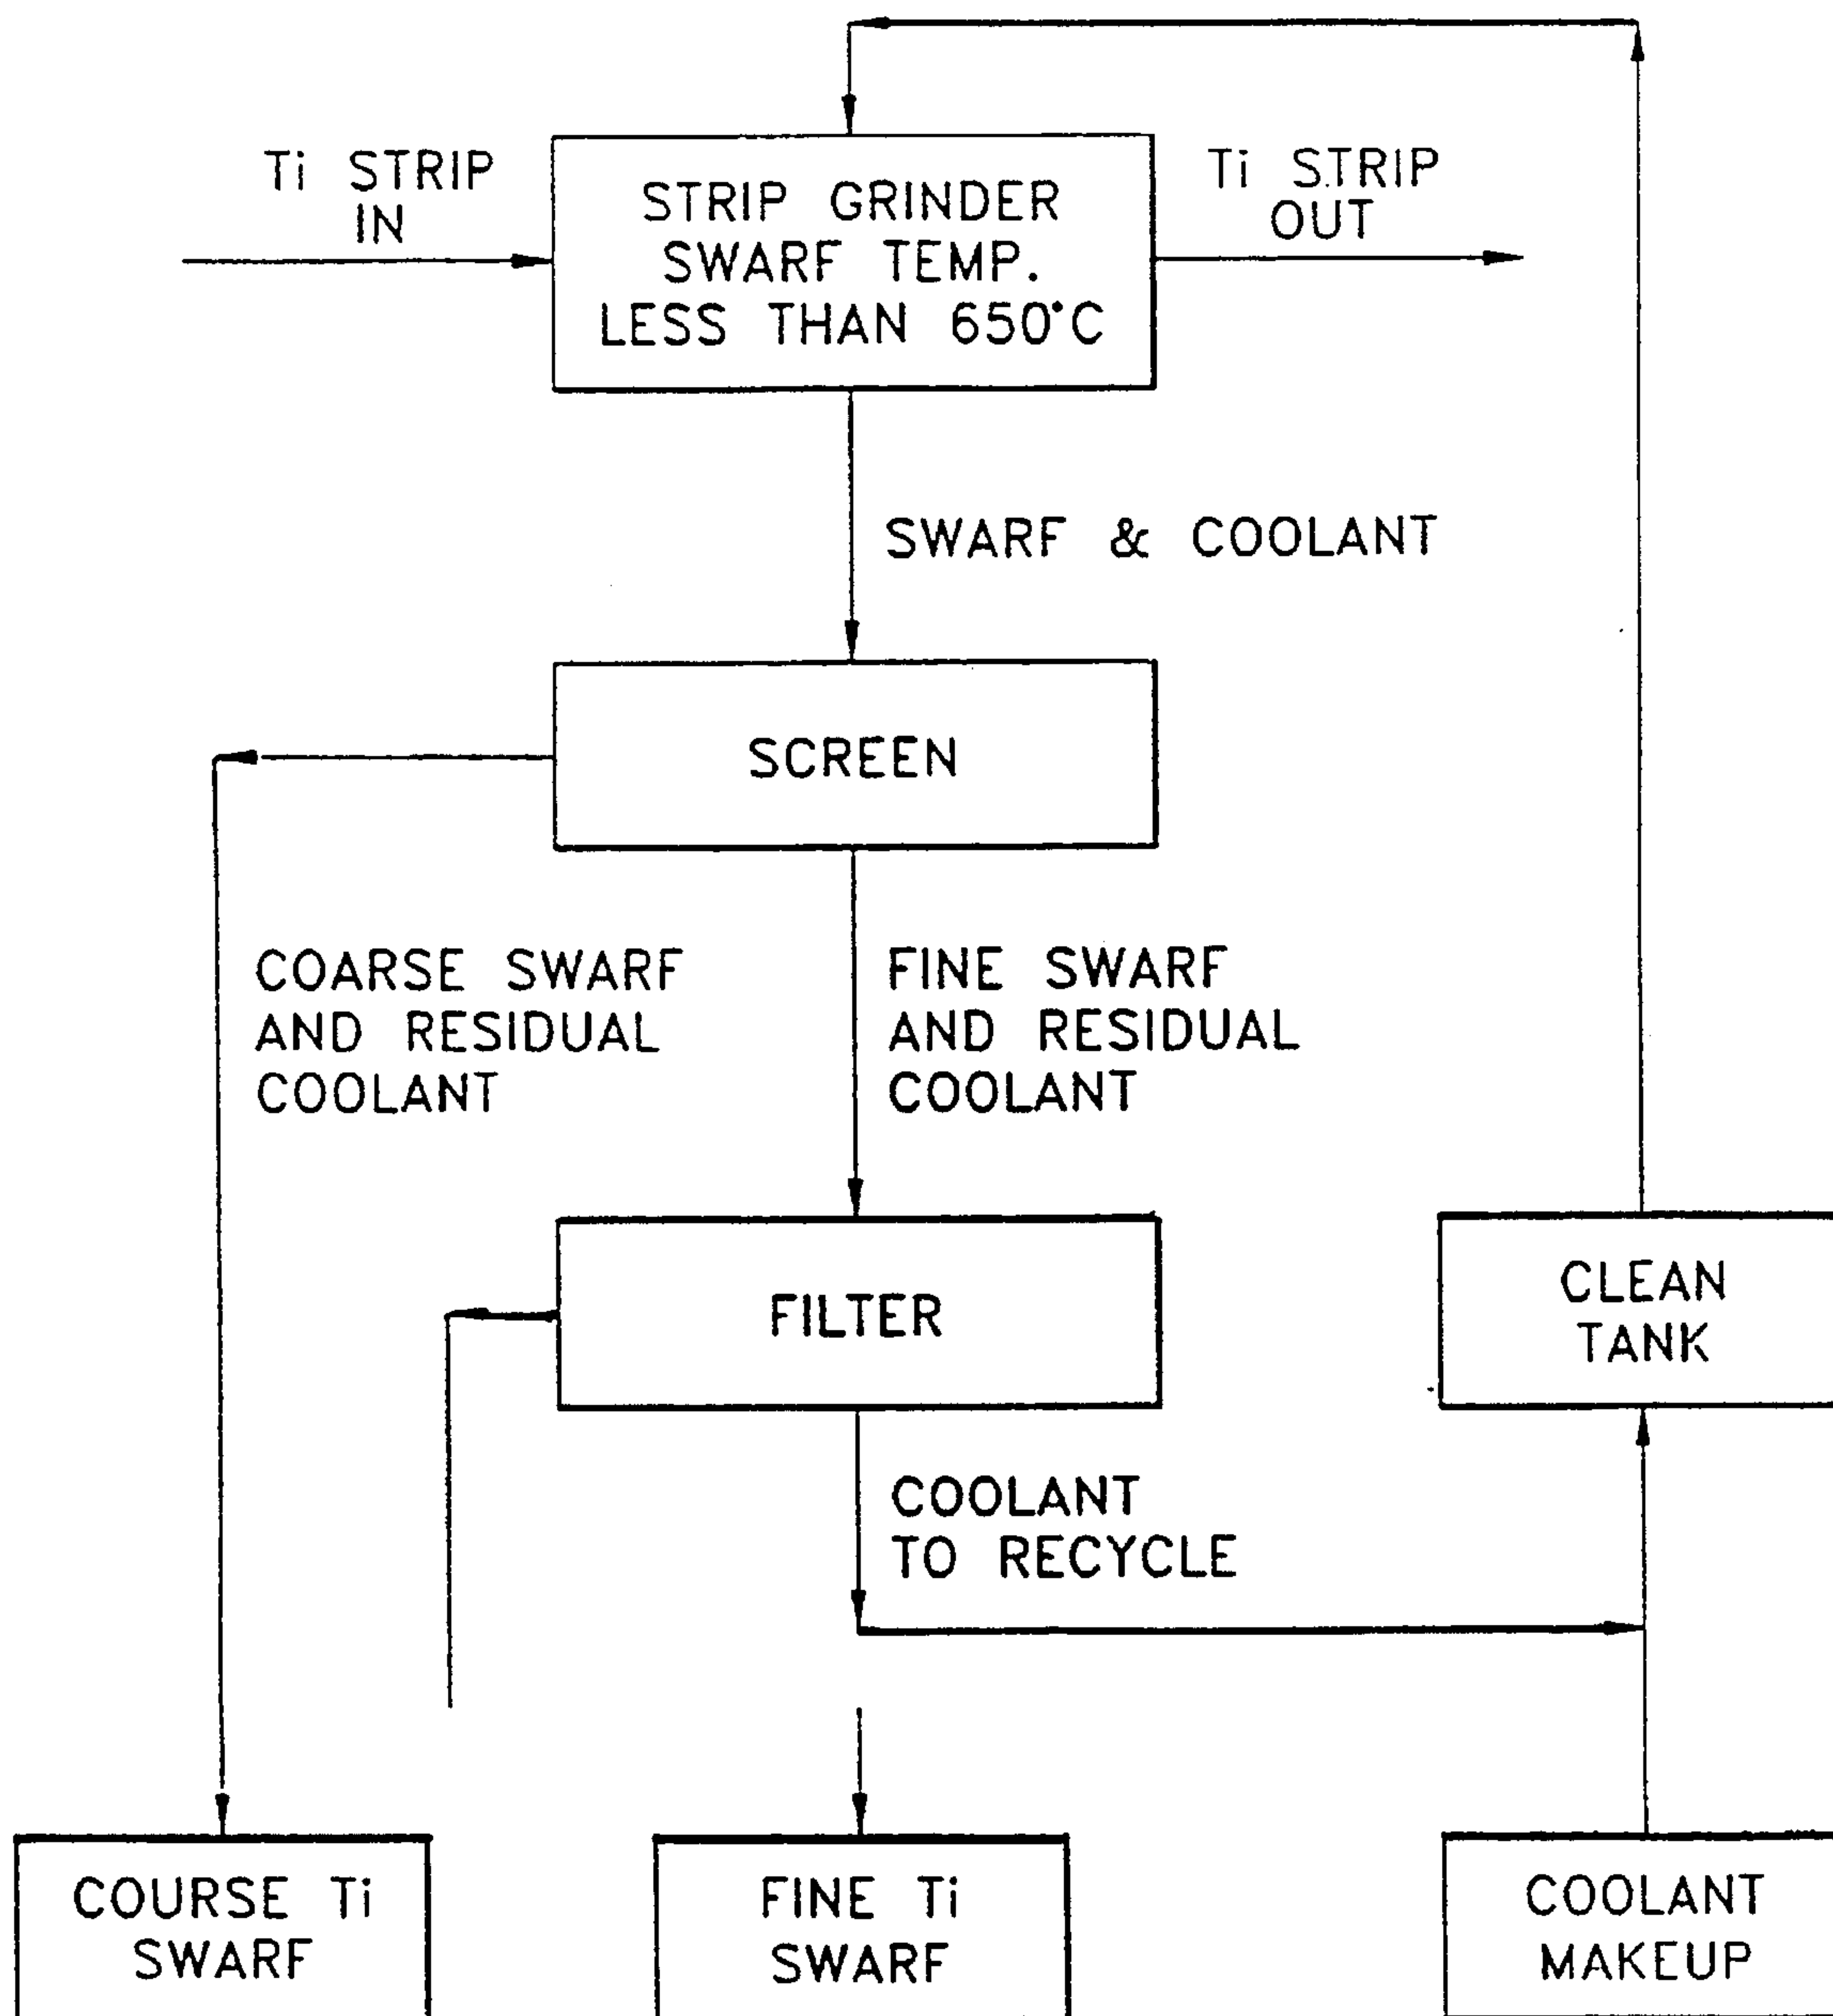 Ti STRIP
IN
STRIP GRINDER
SWARF TEMP.
LESS THAN 650°C
Ti STRIP
OUT
SWARF & COOLANT
SCREEN
COARSE SWARF
AND RESIDUAL
COOLANT
FINE SWARF
AND RESIDUAL
COOLANT
FILTER
CLEAN
TANK
COOLANT
TO RECYCLE
COURSE Ti
SWARF
FINE Ti
SWARF
COOLANT
MAKEUP